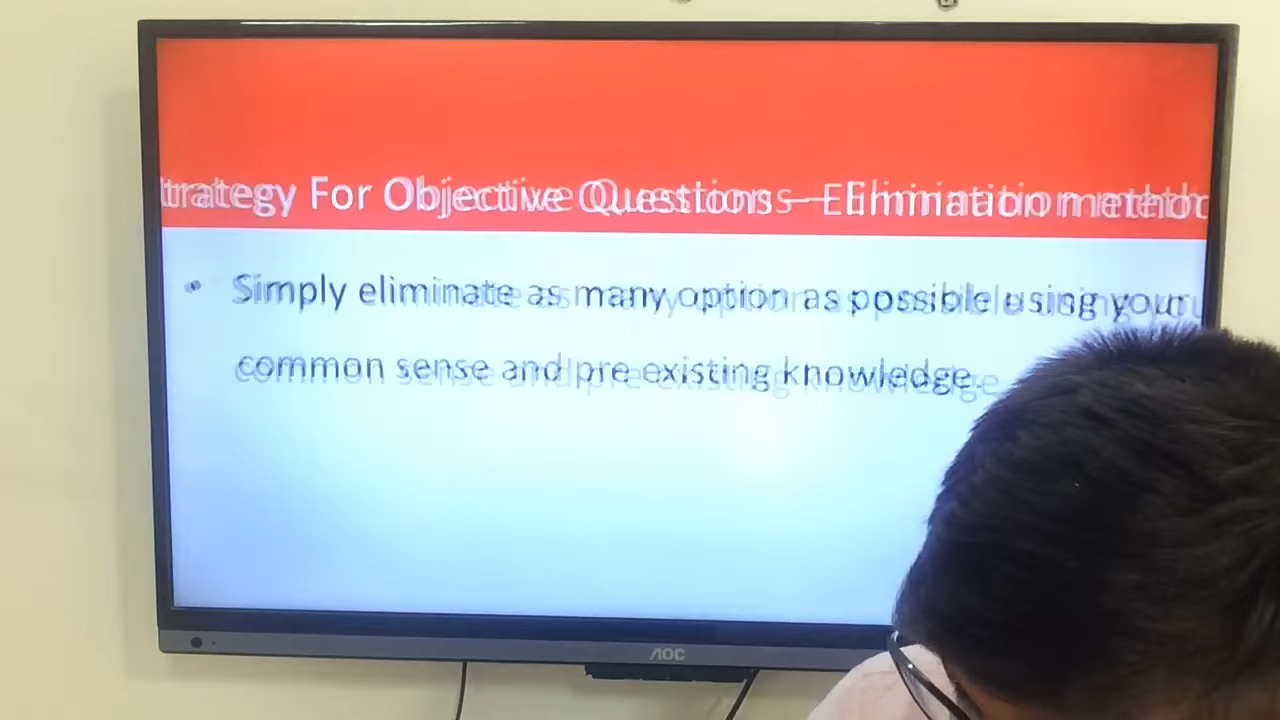 trategy For Objective Questions – Elimination method
• Simply eliminate as many option as possible using your
common sense and pre existing knowledge.
AOC